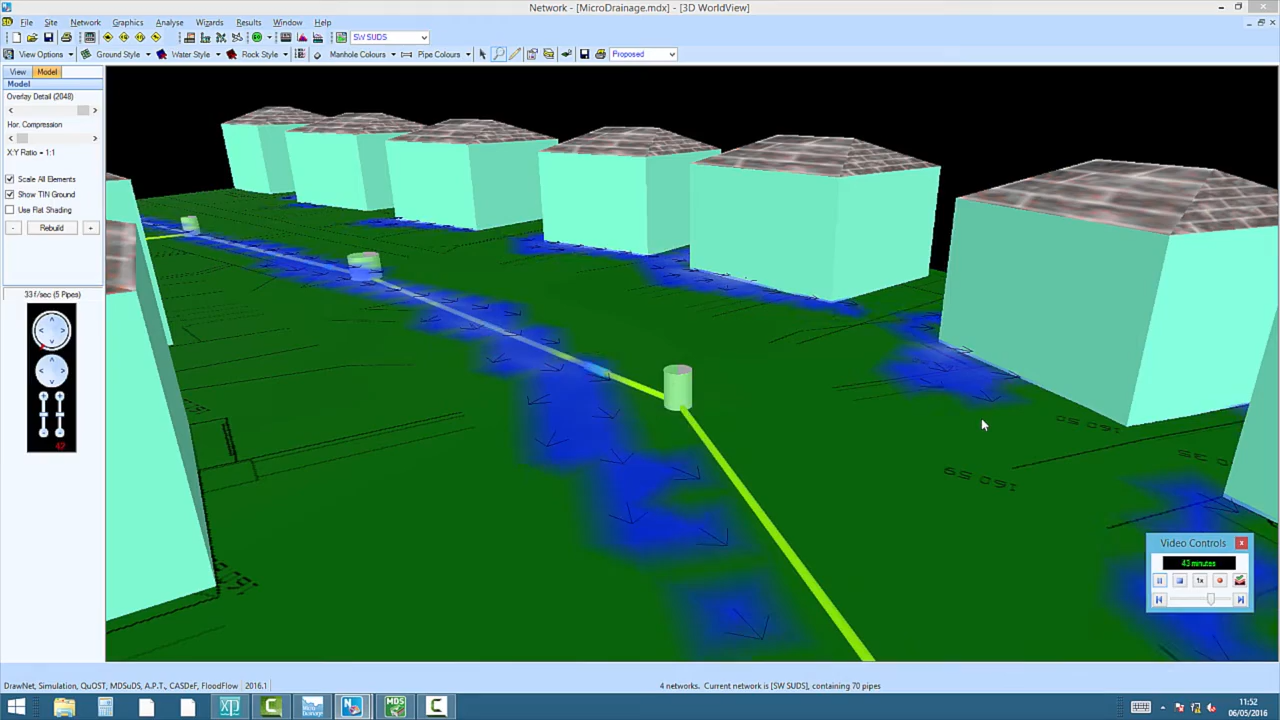 Network - [MicroDrainage.mdx] - [3D WorldView]
File Site Network Graphics Analyse Wizards Results Window Help
SW SUDS
View Options Ground Style Water Style Rock Style Manhole Colours Pipe Colours Proposed
View Model
Model
Overlay Detail (2048)
Hor. Compression
X:Y Ratio = 1:1
Scale All Elements
Show TIN Ground
Use Flat Shading
- Rebuild +
33 f/sec (5 Pipes)
Video Controls
43 minutes
1x
DrawNet, Simulation, QuOST, MDSuDS, A.P.T., CASDeF, FloodFlow 2016.1
4 networks. Current network is [SW SUDS], containing 70 pipes
MDS
11:52
06/05/2016